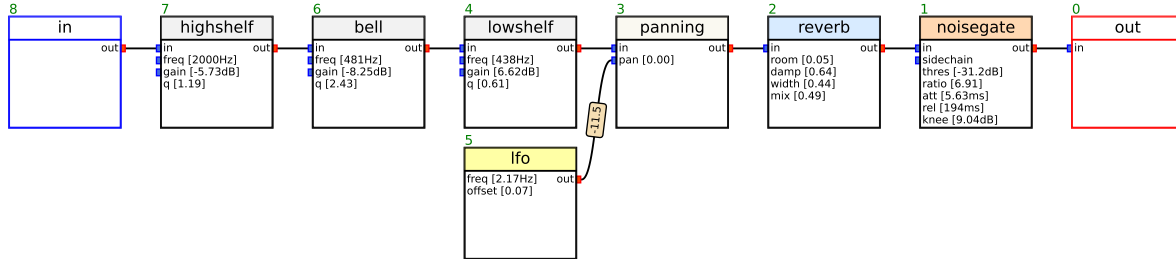 8
in
out
7
highshelf
in
out
freq [2000Hz]
gain [-5.73dB]
q [1.19]
6
bell
in
out
freq [481Hz]
gain [-8.25dB]
q [2.43]
4
lowshelf
in
out
freq [438Hz]
gain [6.62dB]
q [0.61]
3
panning
in
out
pan [0.00]
2
reverb
in
out
room [0.05]
damp [0.64]
width [0.44]
mix [0.49]
1
noisegate
in
out
sidechain
thres [-31.2dB]
ratio [6.91]
att [5.63ms]
rel [194ms]
knee [9.04dB]
0
out
in
-11.5
5
lfo
freq [2.17Hz]
out
offset [0.07]